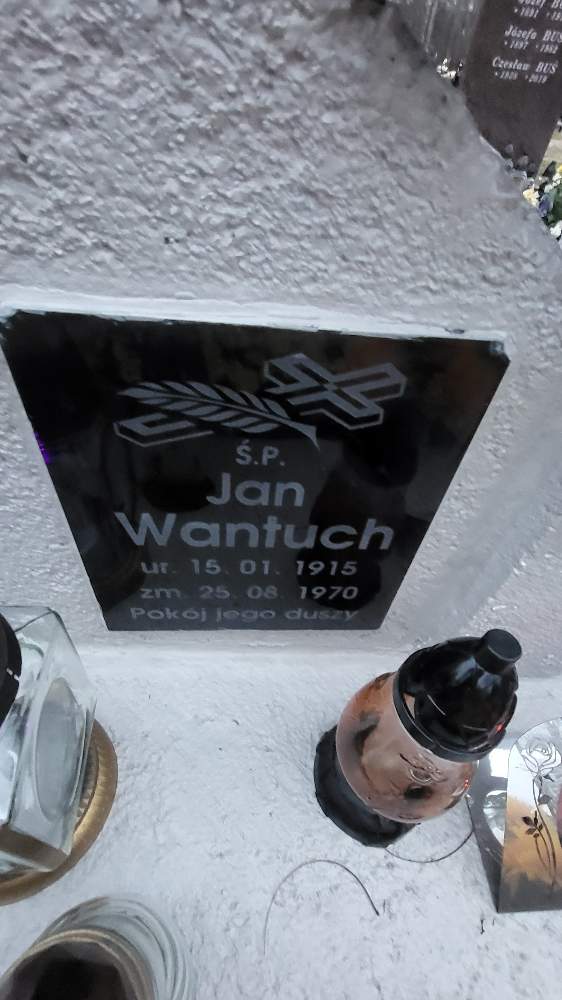 Józefa BUŚ
Czesław BUŚ
Ś.P.
Jan
Wantuch
ur. 15. 01. 1915
zm. 25. 08. 1970
Pokój jego duszy